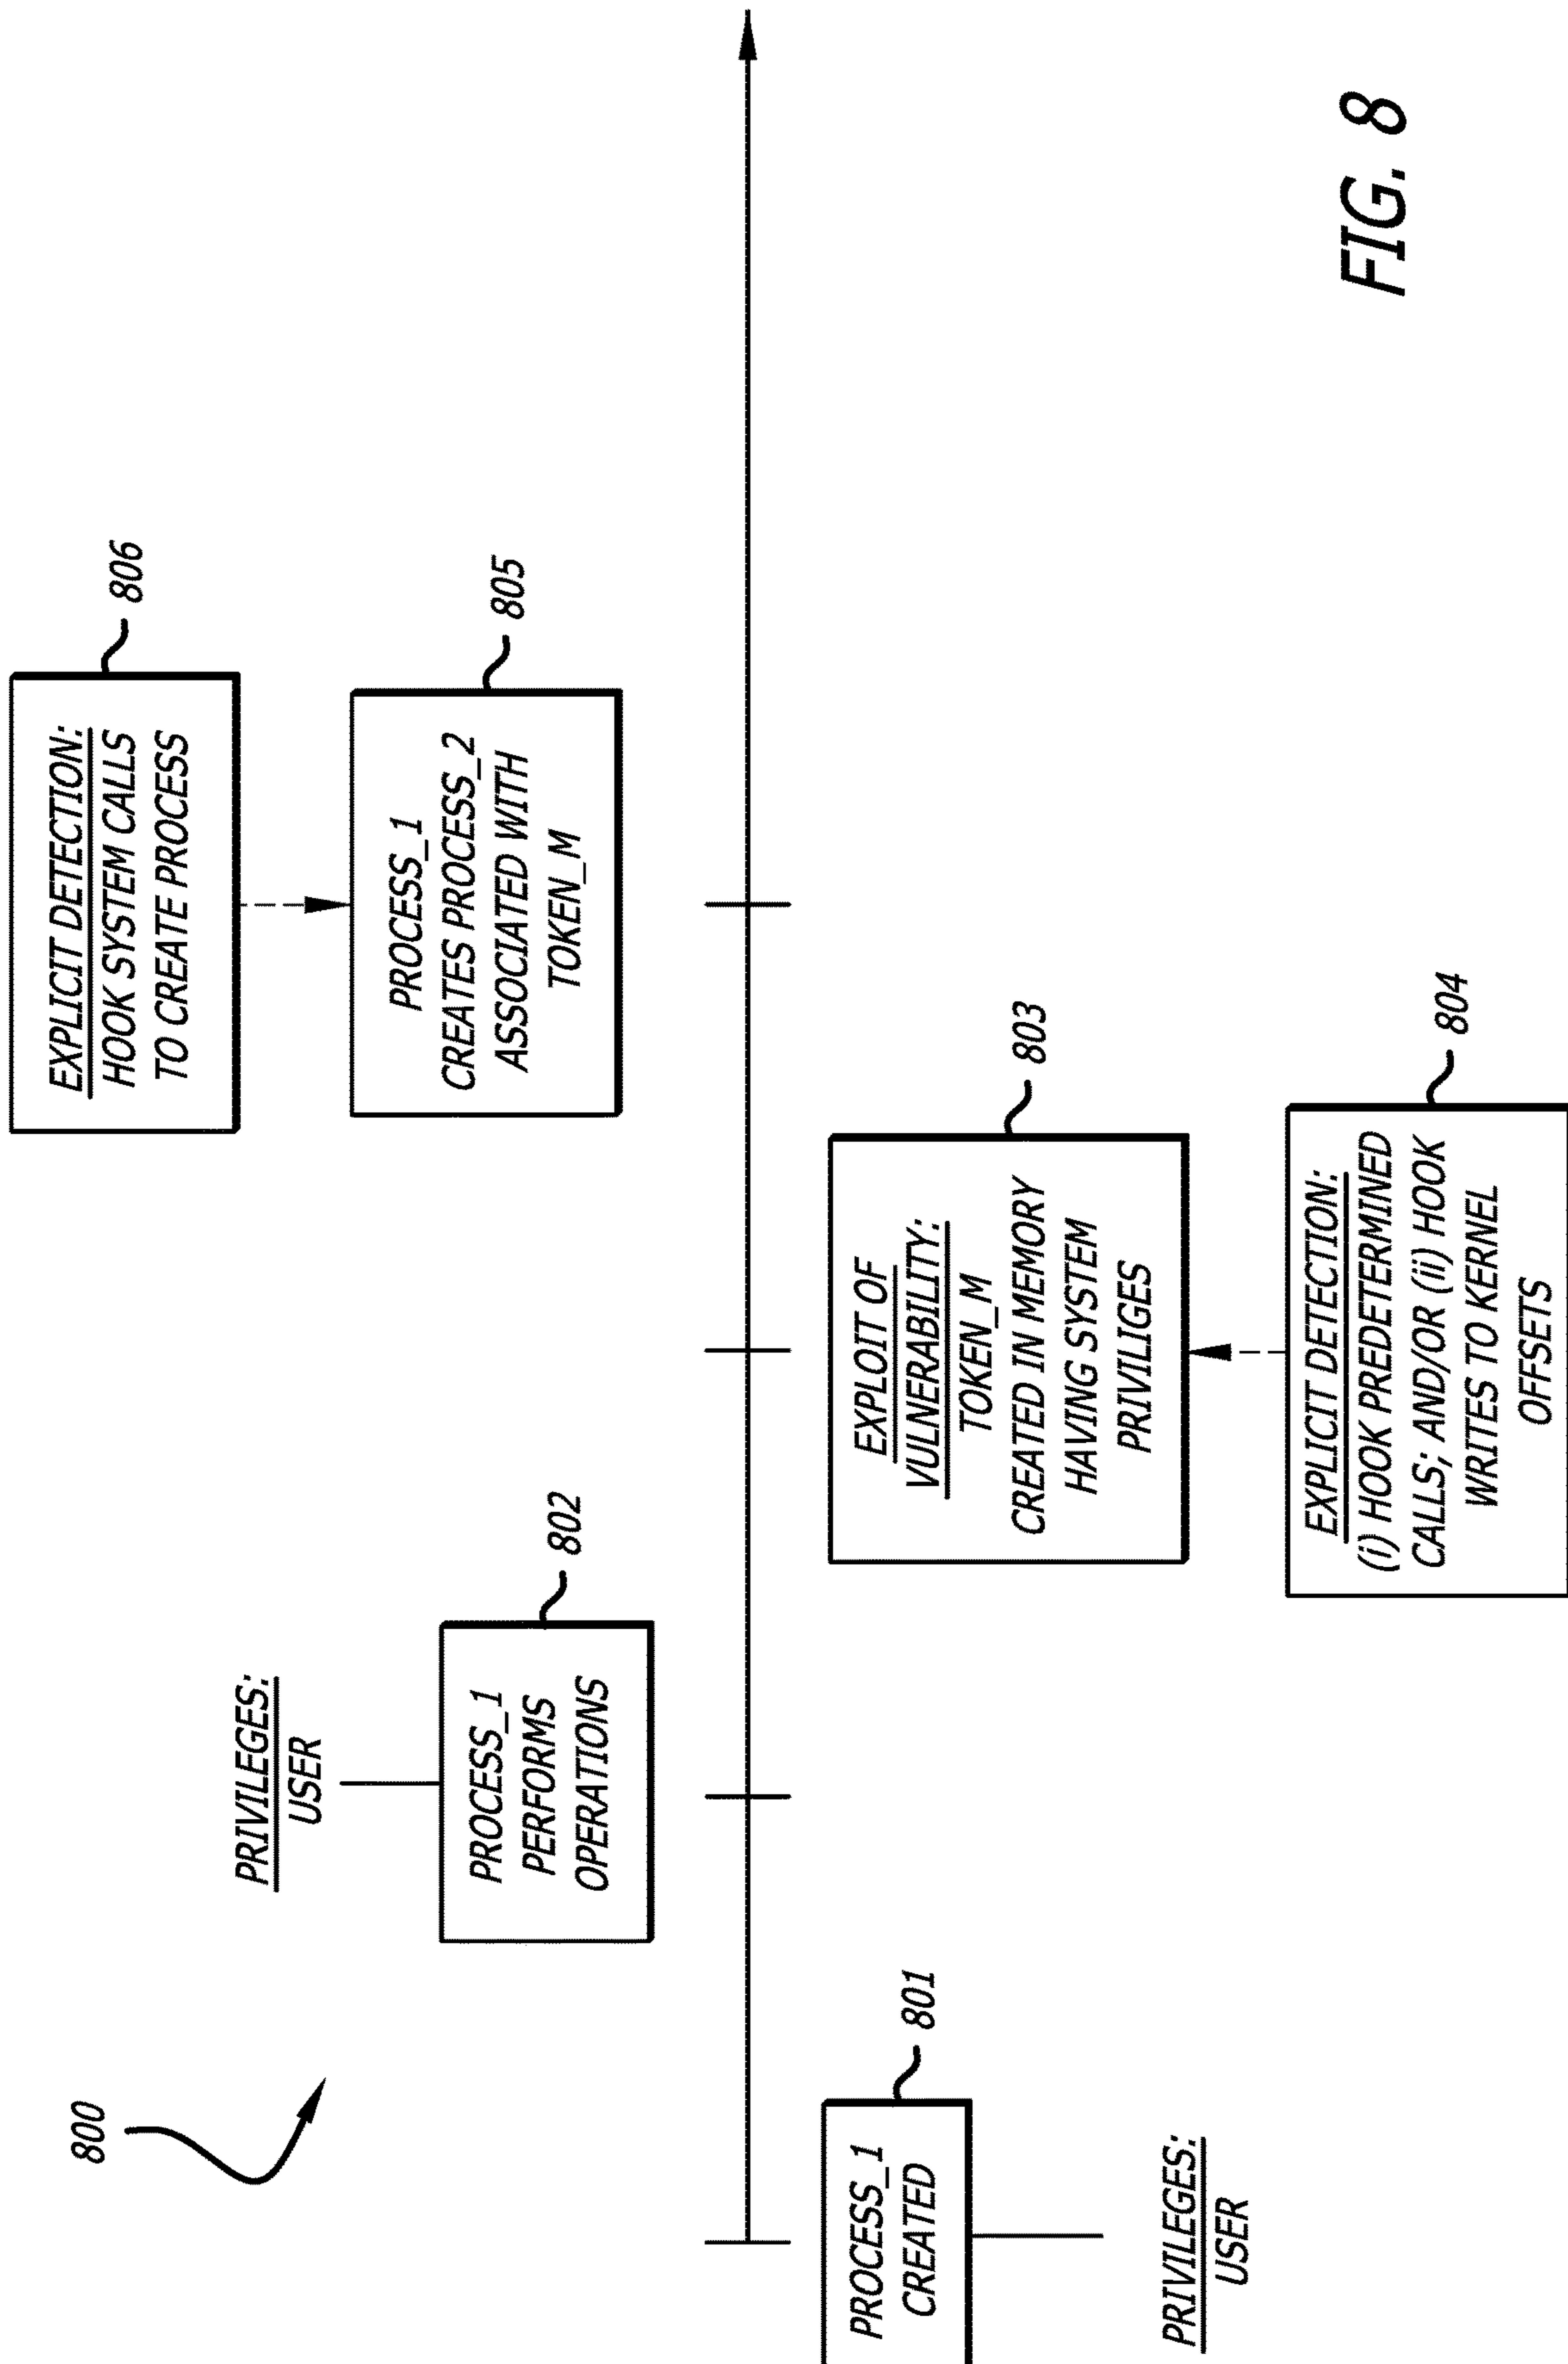 800
PRIVILEGES:
USER
PROCESS_1
PERFORMS
OPERATIONS
802
EXPLICIT DETECTION:
HOOK SYSTEM CALLS
TO CREATE PROCESS
806
PROCESS_1
CREATES PROCESS_2
ASSOCIATED WITH
TOKEN_M
805
PROCESS_1
CREATED
801
PRIVILEGES:
USER
EXPLOIT OF
VULNERABILITY:
TOKEN_M
CREATED IN MEMORY
HAVING SYSTEM
PRIVILIGES
803
EXPLICIT DETECTION:
(i) HOOK PREDETERMINED
CALLS; AND/OR (ii) HOOK
WRITES TO KERNEL
OFFSETS
804
FIG. 8